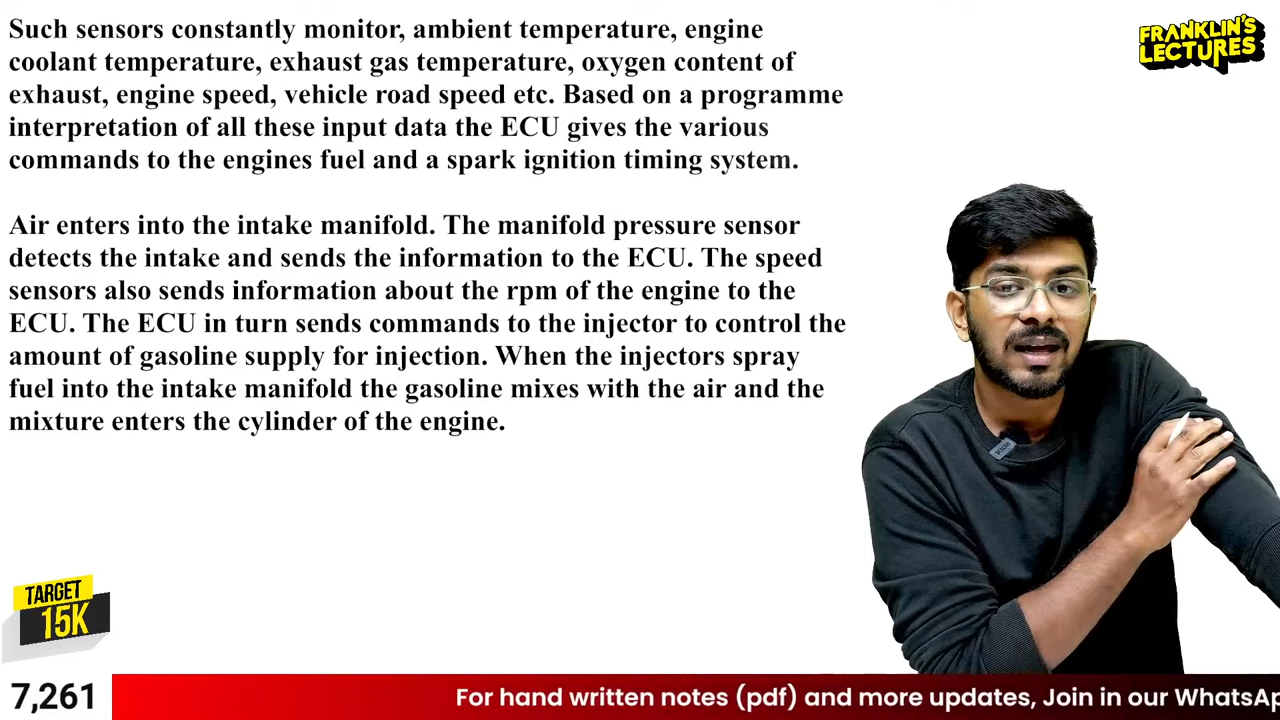 Such sensors constantly monitor, ambient temperature, engine
coolant temperature, exhaust gas temperature, oxygen content of
exhaust, engine speed, vehicle road speed etc. Based on a programme
interpretation of all these input data the ECU gives the various
commands to the engines fuel and a spark ignition timing system.
Air enters into the intake manifold. The manifold pressure sensor
detects the intake and sends the information to the ECU. The speed
sensors also sends information about the rpm of the engine to the
ECU. The ECU in turn sends commands to the injector to control the
amount of gasoline supply for injection. When the injectors spray
fuel into the intake manifold the gasoline mixes with the air and the
mixture enters the cylinder of the engine.
FRANKLIN'S
LECTURES
TARGET
15K
7,261
For hand written notes (pdf) and more updates, Join in our WhatsAp